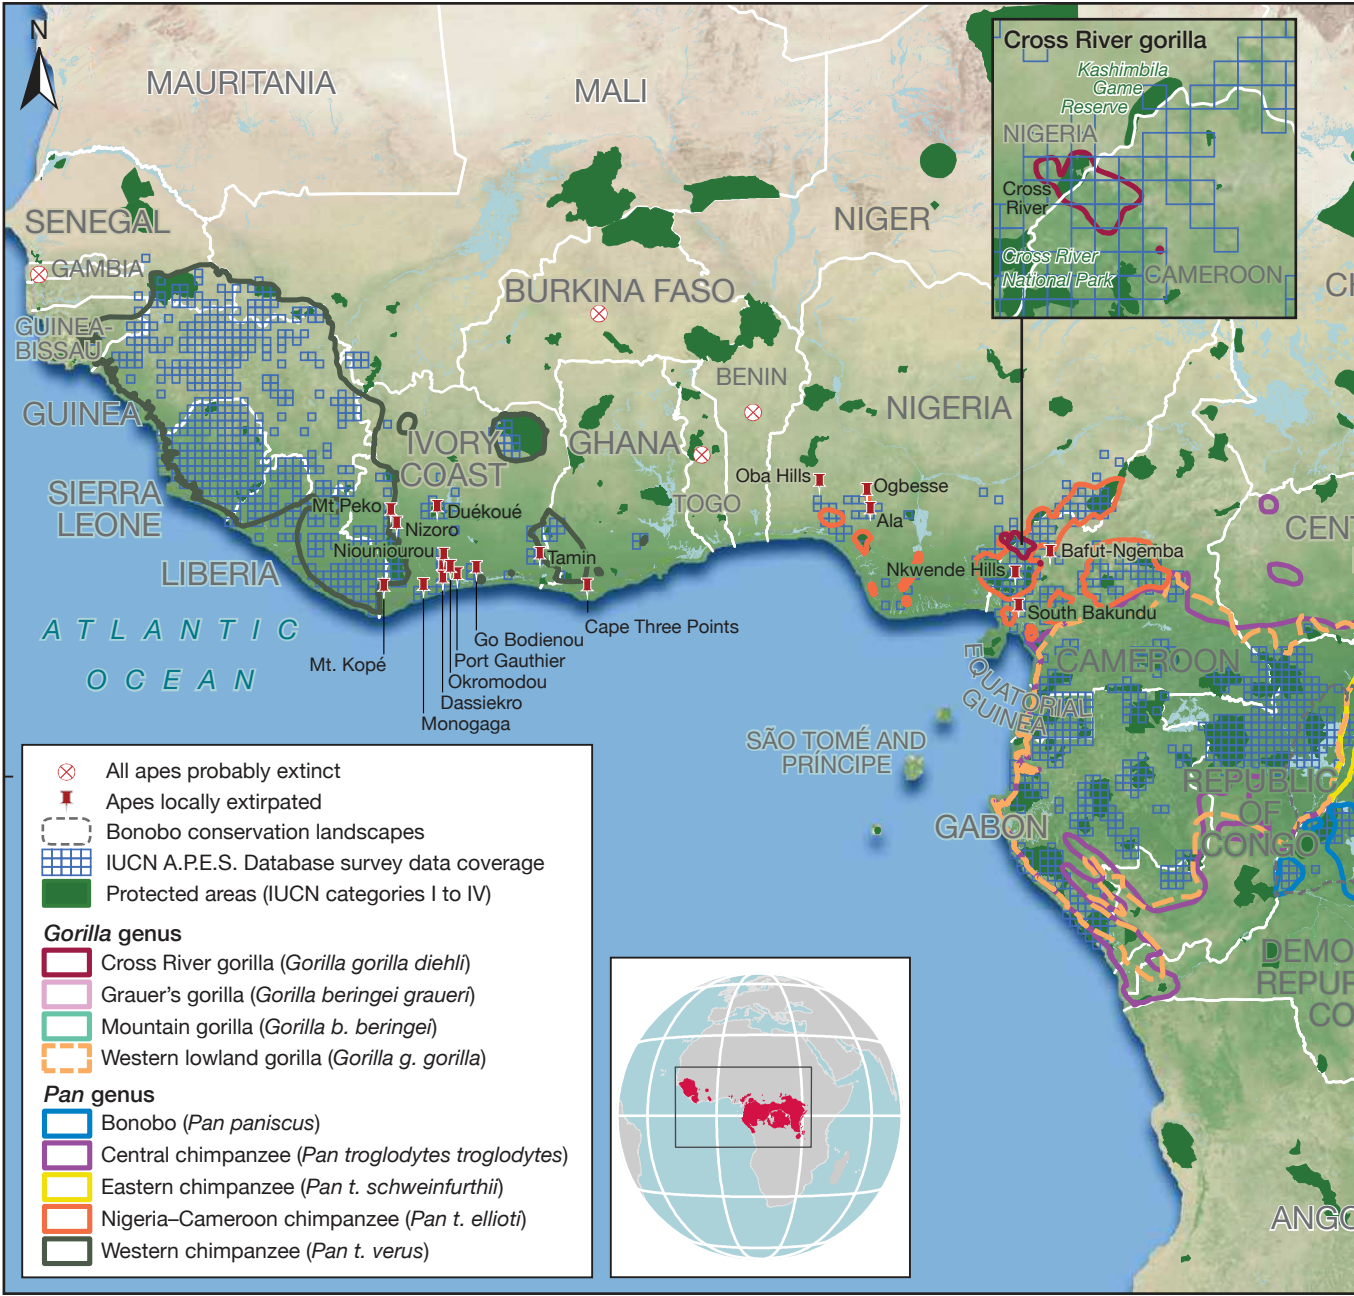 N
MAURITANIA
MALI
NIGER
SENEGAL
GAMBIA
GUINEA-
BISSAU
GUINEA
SIERRA
LEONE
LIBERIA
BURKINA FASO
BENIN
IVORY
COAST
GHANA
TOGO
NIGERIA
Cross River gorilla
Kashimbila
Game
Reserve
NIGERIA
Cross
River
Cross River
National Park
CAMEROON
CH
CENT
Oba Hills
Ogbesse
Ala
Mt Peko
Duékoué
Nizoro
Niouniourou
Tamin
Bafut-Ngemba
Nkwende Hills
South Bakundu
Cape Three Points
Go Bodienou
Port Gauthier
Okromodou
Dassiekro
Monogaga
Mt. Kopé
ATLANTIC
OCEAN
CAMEROON
EQUATORIAL
GUINEA
SÃO TOMÉ AND
PRÍNCIPE
GABON
REPUBLIC
OF
CONGO
DEMO
REPUB
CO
ANGO
All apes probably extinct
Apes locally extirpated
Bonobo conservation landscapes
IUCN A.P.E.S. Database survey data coverage
Protected areas (IUCN categories I to IV)
Gorilla genus
Cross River gorilla (Gorilla gorilla diehli)
Grauer's gorilla (Gorilla beringei graueri)
Mountain gorilla (Gorilla b. beringei)
Western lowland gorilla (Gorilla g. gorilla)
Pan genus
Bonobo (Pan paniscus)
Central chimpanzee (Pan troglodytes troglodytes)
Eastern chimpanzee (Pan t. schweinfurthii)
Nigeria–Cameroon chimpanzee (Pan t. ellioti)
Western chimpanzee (Pan t. verus)